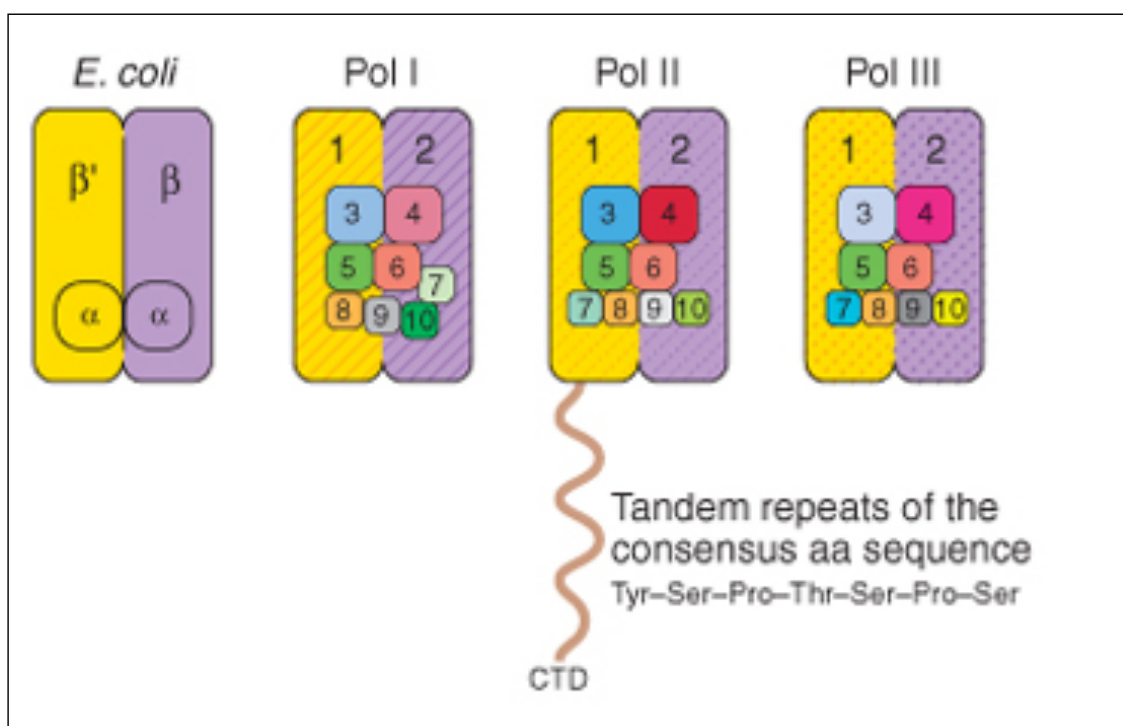 E. coli Pol I Pol II Pol III
β' β 1 2 1 2 1 2
3 4 3 4 3 4
5 6 5 6 5 6
7
8 9 10 7 8 9 10 7 8 9 10
α α
Tandem repeats of the
consensus aa sequence
Tyr–Ser–Pro–Thr–Ser–Pro–Ser
CTD